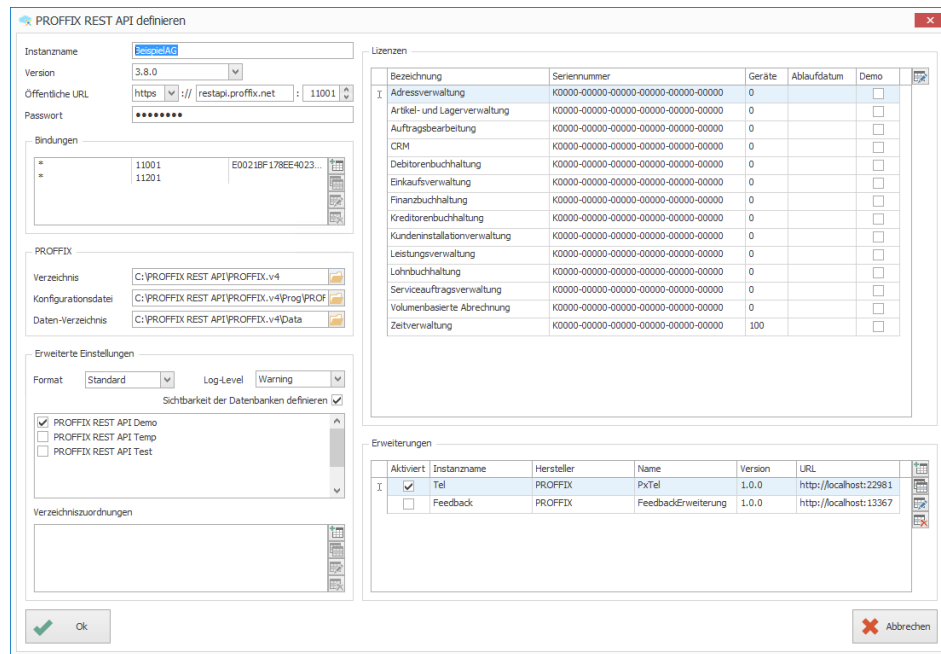 PROFFIX REST API definieren
Instanzname BeispielAG
Version 3.8.0
Öffentliche URL https :// restapi.proffix.net : 11001
Passwort ●●●●●●●●
Bindungen
* 11001 E0021BF178EE4023...
* 11201
PROFFIX
Verzeichnis C:\PROFFIX REST API\PROFFIX.v4
Konfigurationsdatei C:\PROFFIX REST API\PROFFIX.v4\Prog\PROF
Daten-Verzeichnis C:\PROFFIX REST API\PROFFIX.v4\Data
Erweiterte Einstellungen
Format Standard Log-Level Warning
Sichtbarkeit der Datenbanken definieren
PROFFIX REST API Demo
PROFFIX REST API Temp
PROFFIX REST API Test
Verzeichniszuordnungen
Ok
Lizenzen
Bezeichnung Seriennummer Geräte Ablaufdatum Demo
Adressverwaltung K0000-00000-00000-00000-00000-00000 0
Artikel- und Lagerverwaltung K0000-00000-00000-00000-00000-00000 0
Auftragsbearbeitung K0000-00000-00000-00000-00000-00000 0
CRM K0000-00000-00000-00000-00000-00000 0
Debitorenbuchhaltung K0000-00000-00000-00000-00000-00000 0
Einkaufsverwaltung K0000-00000-00000-00000-00000-00000 0
Finanzbuchhaltung K0000-00000-00000-00000-00000-00000 0
Kreditorenbuchhaltung K0000-00000-00000-00000-00000-00000 0
Kundeninstallationverwaltung K0000-00000-00000-00000-00000-00000 0
Leistungsverwaltung K0000-00000-00000-00000-00000-00000 0
Lohnbuchhaltung K0000-00000-00000-00000-00000-00000 0
Serviceauftragsverwaltung K0000-00000-00000-00000-00000-00000 0
Volumenbasierte Abrechnung K0000-00000-00000-00000-00000-00000 0
Zeitverwaltung K0000-00000-00000-00000-00000-00000 100
Erweiterungen
Aktiviert Instanzname Hersteller Name Version URL
Tel PROFFIX PxTel 1.0.0 http://localhost:22981
Feedback PROFFIX FeedbackErweiterung 1.0.0 http://localhost:13367
Abbrechen